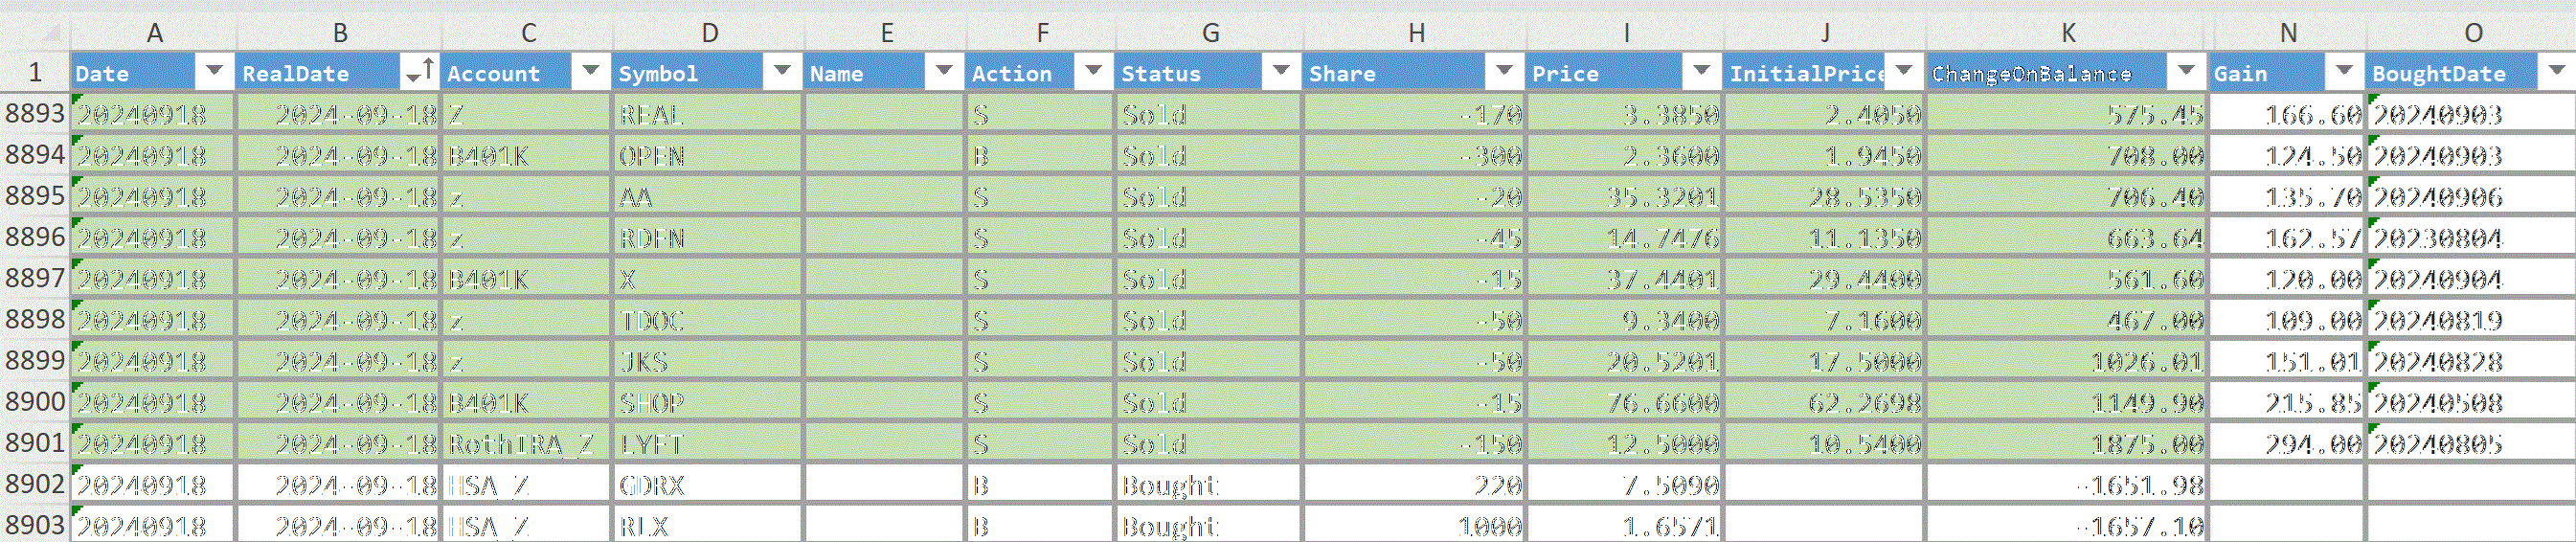 A B C D E F G H I J K N O
1 Date RealDate Account Symbol Name Action Status Share Price InitialPrice ChangeOnBalance Gain BoughtDate
8893 20240918 2024-09-18 Z REAL S Sold -170 3.3850 2.4050 575.45 166.60 20240903
8894 20240918 2024-09-18 B401K OPEN B Sold -300 2.3600 1.9450 708.00 124.50 20240903
8895 20240918 2024-09-18 z AA S Sold -20 35.3201 28.5350 706.40 135.70 20240906
8896 20240918 2024-09-18 z RDFN S Sold -45 14.7476 11.1350 663.64 162.57 20230804
8897 20240918 2024-09-18 B401K X S Sold -15 37.4401 29.4400 561.60 120.00 20240904
8898 20240918 2024-09-18 z TDOC S Sold -50 9.3400 7.1600 467.00 109.00 20240819
8899 20240918 2024-09-18 z JKS S Sold -50 20.5201 17.5000 1026.01 151.01 20240828
8900 20240918 2024-09-18 B401K SHOP S Sold -15 76.6600 62.2698 1149.90 215.85 20240508
8901 20240918 2024-09-18 RothIRA_Z LYFT S Sold -150 12.5000 10.5400 1875.00 294.00 20240805
8902 20240918 2024-09-18 HSA_Z GDRX B Bought 220 7.5090 -1651.98
8903 20240918 2024-09-18 HSA_Z RLX B Bought 1000 1.6571 -1657.10